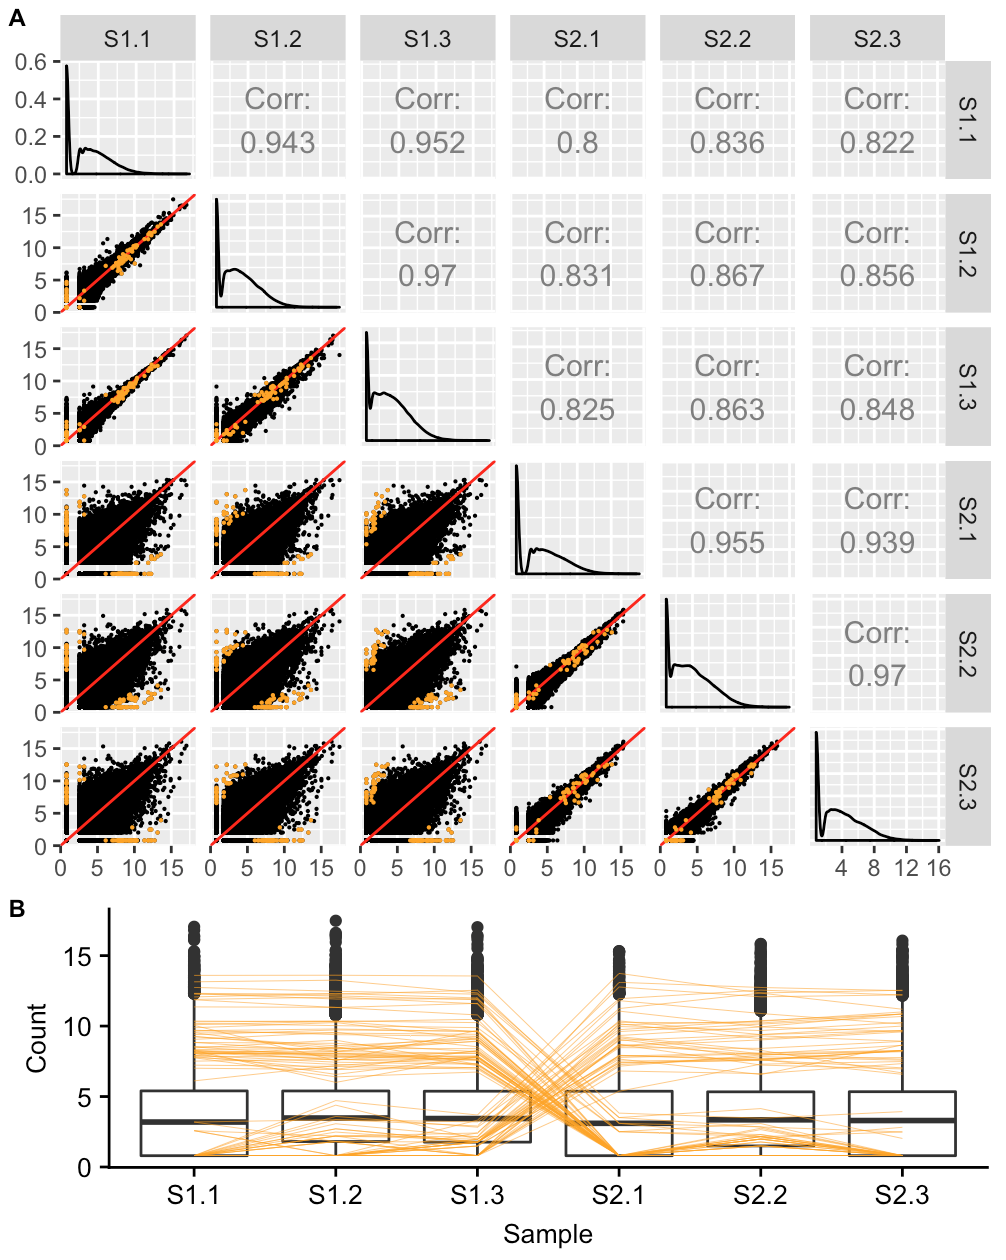 A
S1.1 S1.2 S1.3 S2.1 S2.2 S2.3
0.6
0.4
0.2
0.0
Corr:
0.943
Corr:
0.952
Corr:
0.8
Corr:
0.836
Corr:
0.822
S1.1
15
10
5
0
Corr:
0.97
Corr:
0.831
Corr:
0.867
Corr:
0.856
S1.2
15
10
5
0
Corr:
0.825
Corr:
0.863
Corr:
0.848
S1.3
15
10
5
0
Corr:
0.955
Corr:
0.939
S2.1
15
10
5
0
Corr:
0.97
S2.2
15
10
5
0
S2.3
0 5 10 15 0 5 10 15 0 5 10 15 0 5 10 15 0 5 10 15 4 8 12 16
B
Count
15
10
5
0
S1.1 S1.2 S1.3 S2.1 S2.2 S2.3
Sample